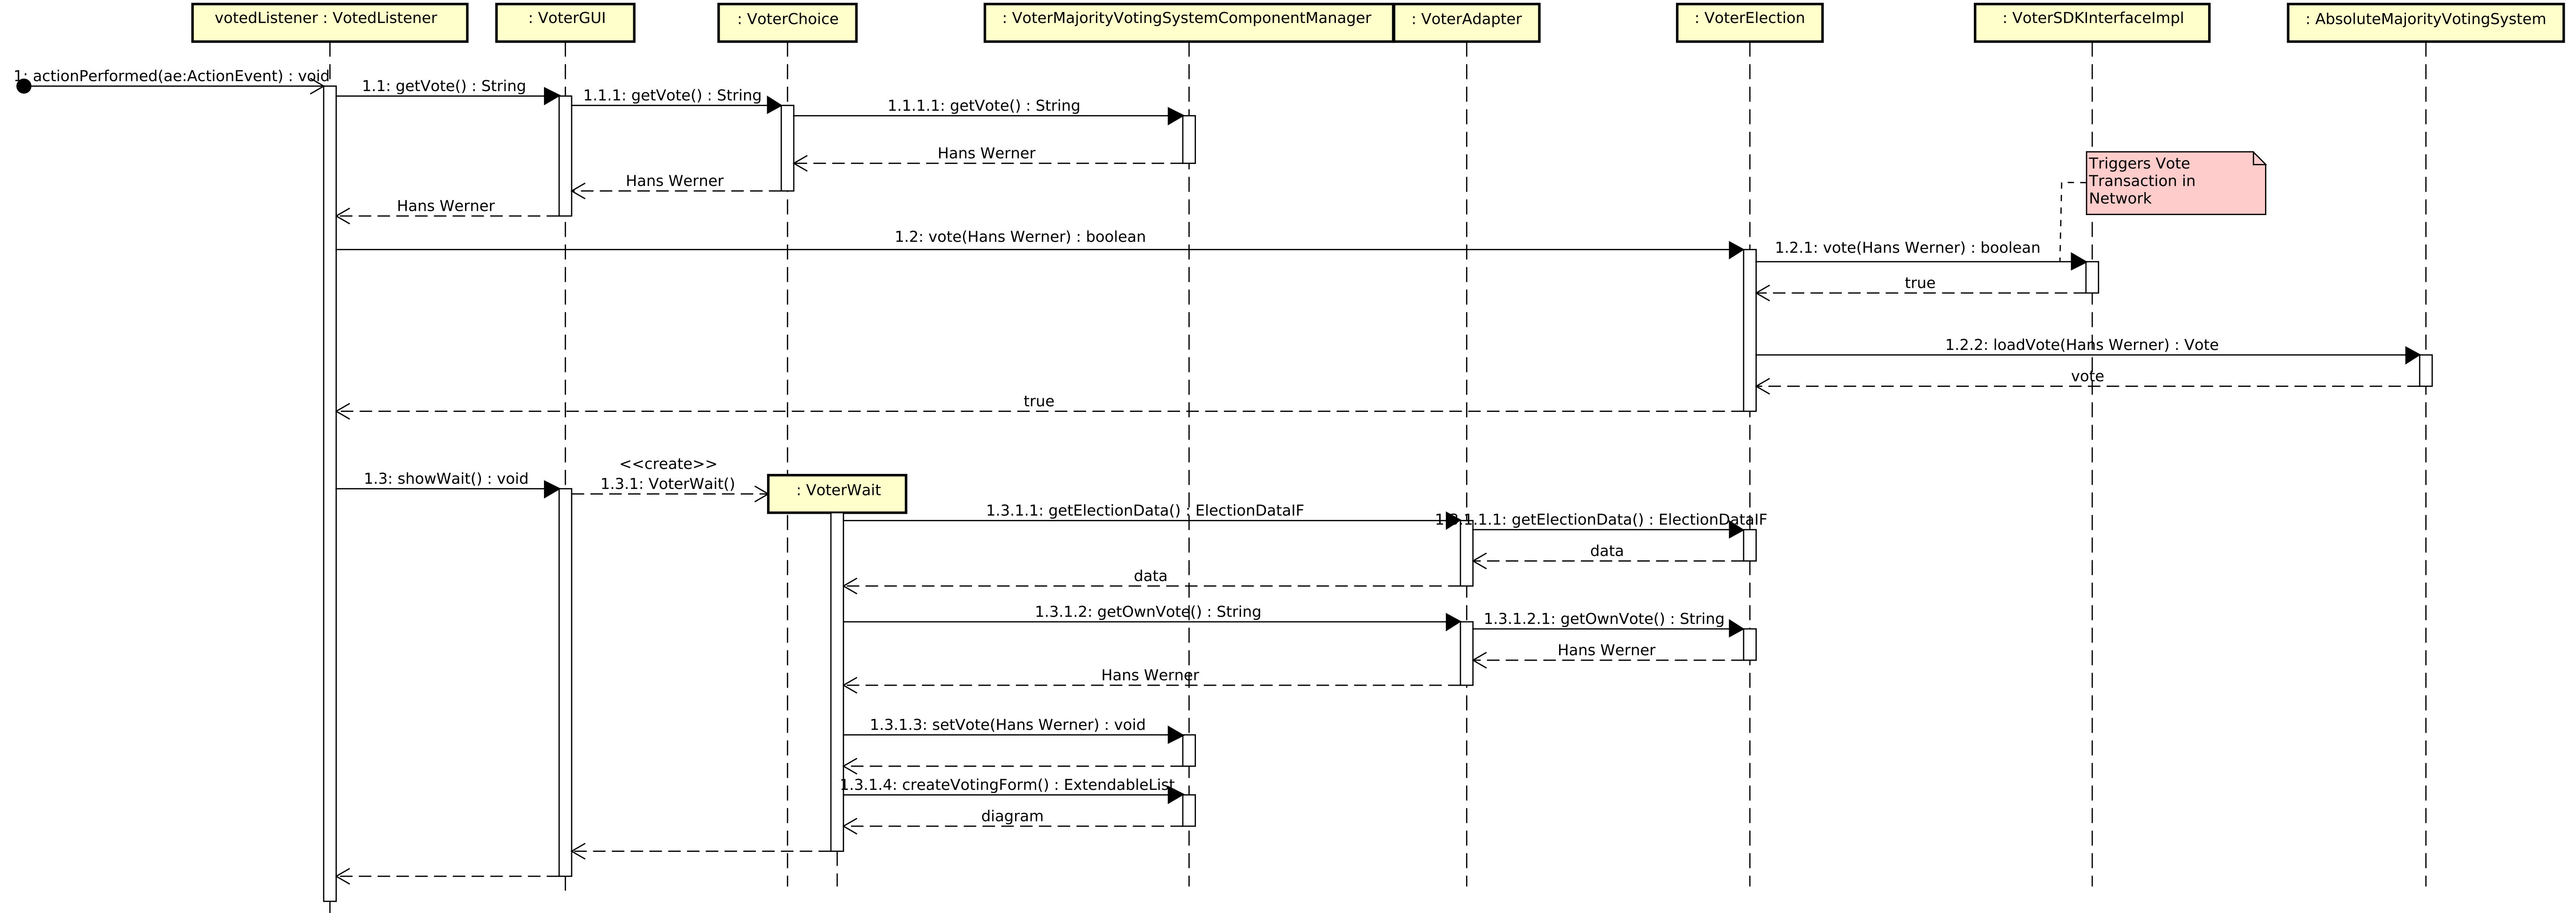 votedListener : VotedListener
: VoterGUI
: VoterChoice
: VoterMajorityVotingSystemComponentManager
: VoterAdapter
: VoterElection
: VoterSDKInterfaceImpl
: AbsoluteMajorityVotingSystem
1: actionPerformed(ae:ActionEvent) : void
1.1: getVote() : String
1.1.1: getVote() : String
1.1.1.1: getVote() : String
Hans Werner
Hans Werner
Hans Werner
Triggers Vote
Transaction in
Network
1.2: vote(Hans Werner) : boolean
1.2.1: vote(Hans Werner) : boolean
true
1.2.2: loadVote(Hans Werner) : Vote
vote
true
<<create>>
1.3: showWait() : void
1.3.1: VoterWait()
: VoterWait
1.3.1.1: getElectionData() : ElectionDataIF
1.3.1.1.1: getElectionData() : ElectionDataIF
data
data
1.3.1.2: getOwnVote() : String
1.3.1.2.1: getOwnVote() : String
Hans Werner
Hans Werner
1.3.1.3: setVote(Hans Werner) : void
1.3.1.4: createVotingForm() : ExtendableList
diagram